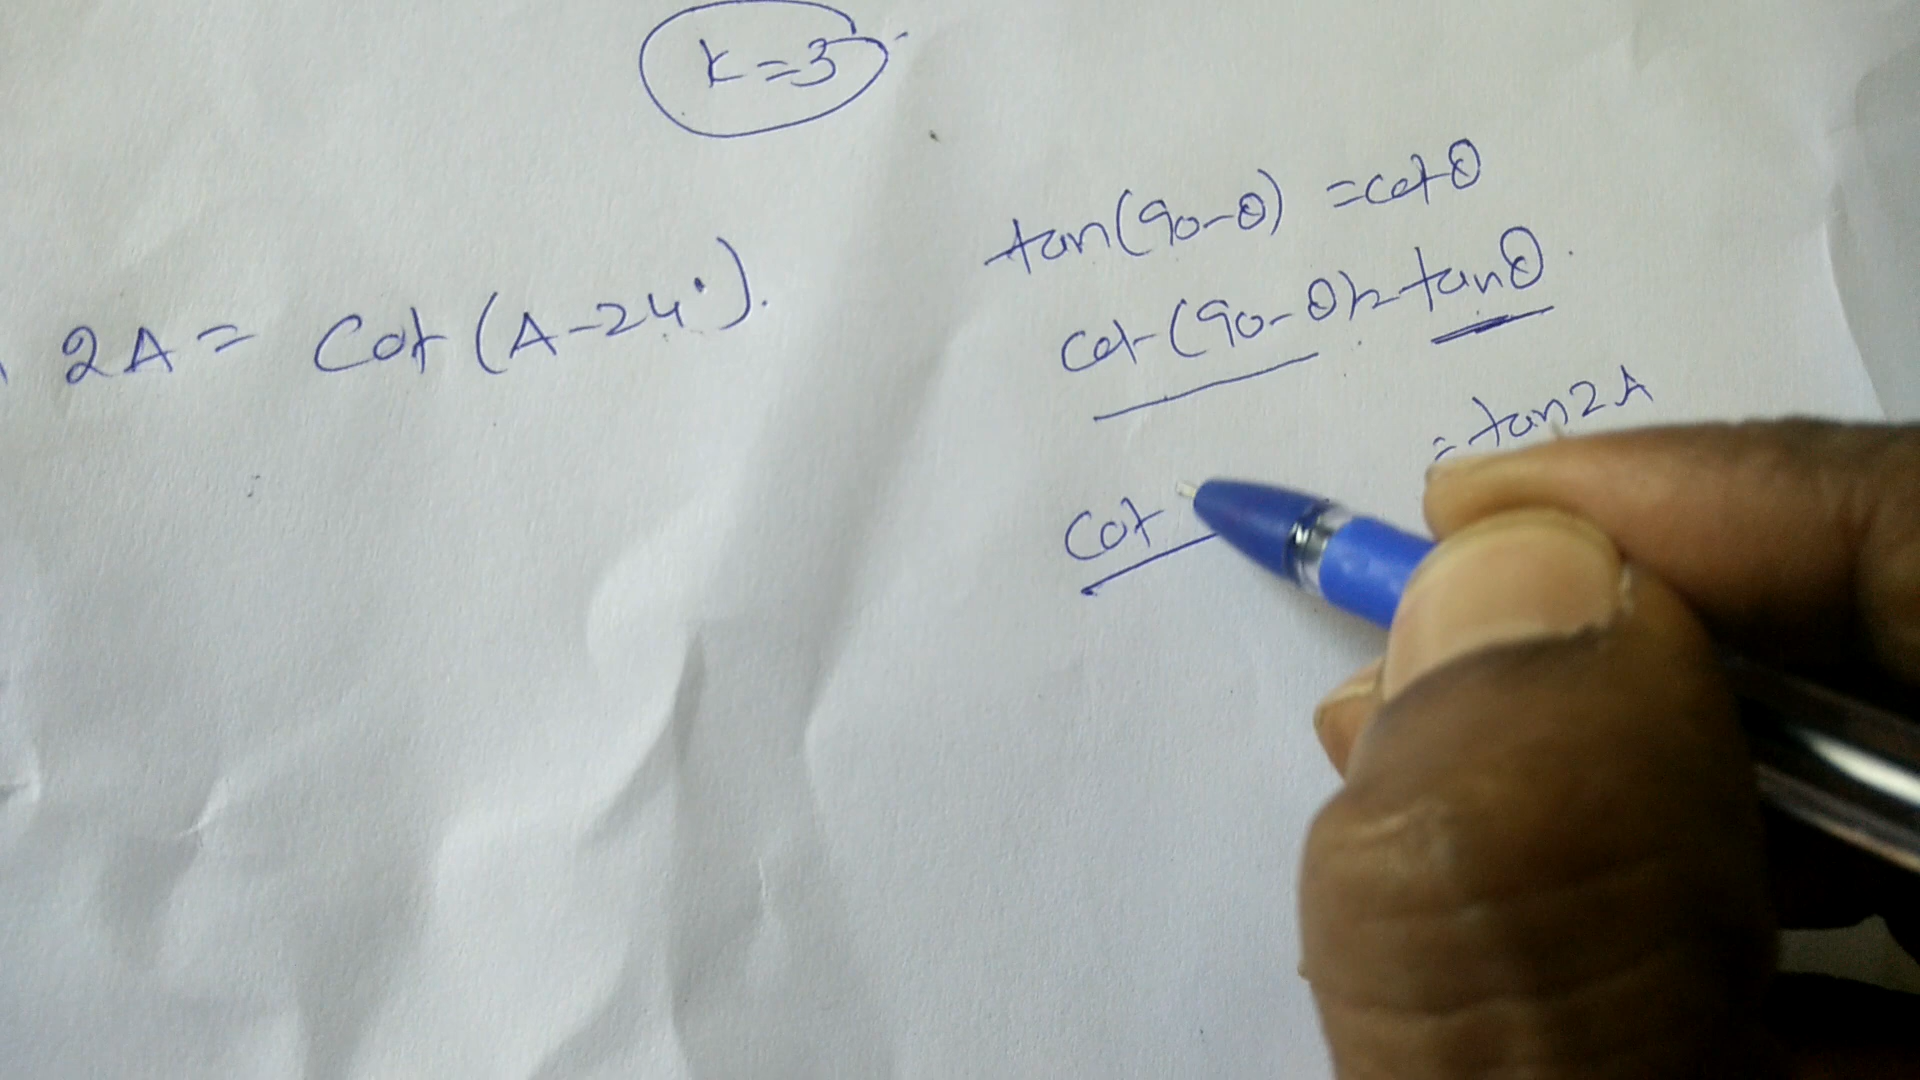 K=3
2A = Cot (A-24°).
tan(90-θ) =cotθ
cot(90-θ)=tanθ.
= tan2A
Cot